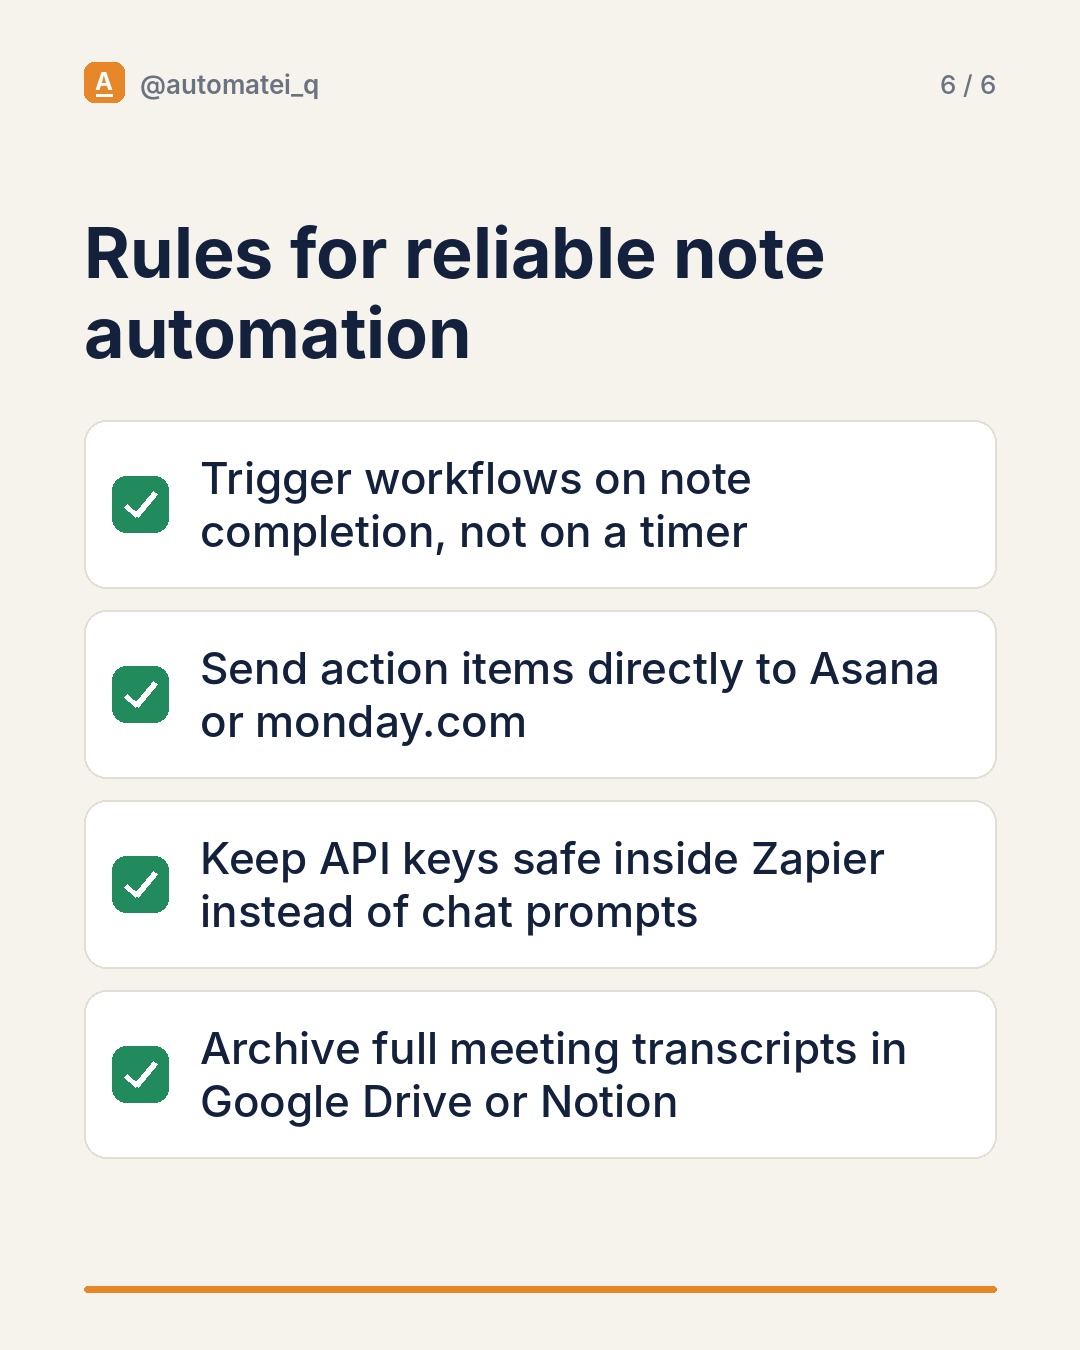 A @automatei_q
6 / 6
Rules for reliable note
automation
Trigger workflows on note
completion, not on a timer
Send action items directly to Asana
or monday.com
Keep API keys safe inside Zapier
instead of chat prompts
Archive full meeting transcripts in
Google Drive or Notion